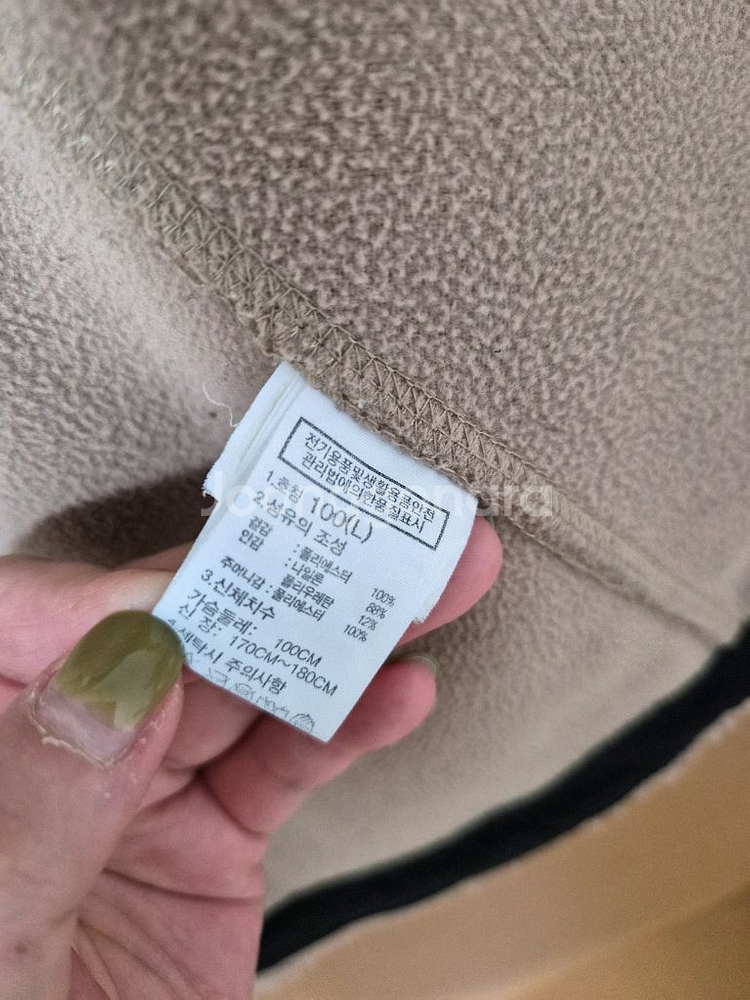 전기용품및생활용품안전
관리법에의한품질표시
1.호칭 100(L)
2.섬유의 조성
겉감 : 폴리에스터 100%
안감 : 나일론 88%
폴리우레탄 12%
주머니감 : 폴리에스터 100%
3.신체치수
가슴둘레: 100CM
신 장: 170CM~180CM
4.세탁시 주의사항
Joongonara